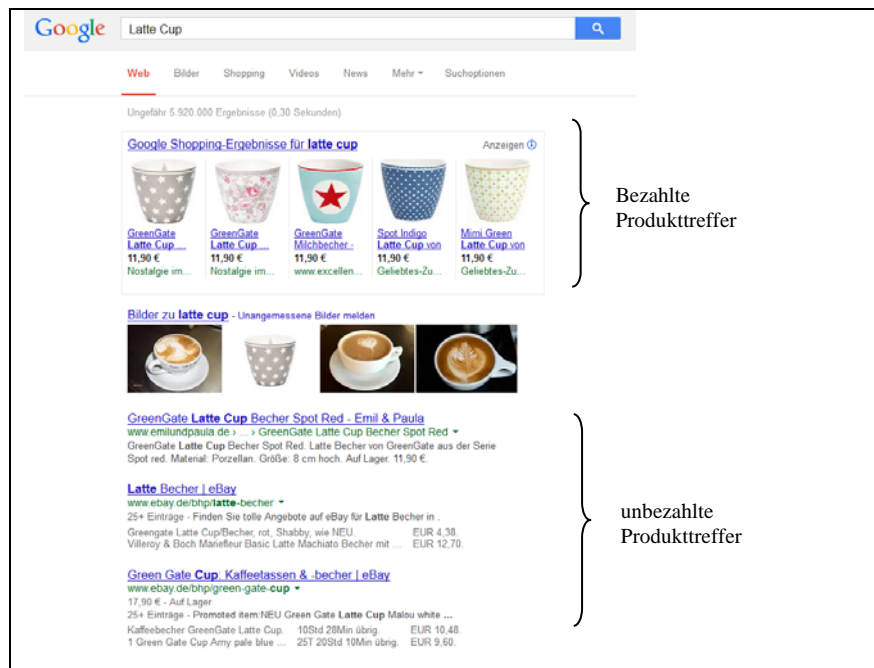 Google Latte Cup
Web Bilder Shopping Videos News Mehr Suchoptionen
Ungefähr 5.920.000 Ergebnisse (0,30 Sekunden)
Google Shopping-Ergebnisse für latte cup
Anzeigen
GreenGate
Latte Cup ...
11,90 €
Nostalgie im...
GreenGate
Latte Cup ...
11,90 €
Nostalgie im...
GreenGate
Milchbecher -
11,90 €
www.excellen...
Spot Indigo
Latte Cup von
11,90 €
Geliebtes-Zu...
Mimi Green
Latte Cup von
11,90 €
Geliebtes-Zu...
Bezahlte
Produkttreffer
Bilder zu latte cup - Unangemessene Bilder melden
GreenGate Latte Cup Becher Spot Red - Emil & Paula
www.emilundpaula.de › ... › GreenGate Latte Cup Becher Spot Red
GreenGate Latte Cup Becher Spot Red. Latte Becher von GreenGate aus der Serie
Spot red. Material: Porzellan. Größe: 8 cm hoch. Auf Lager. 11,90 €.
Latte Becher | eBay
www.ebay.de/bhp/latte-becher
25+ Einträge - Finden Sie tolle Angebote auf eBay für Latte Becher in .
Greengate Latte Cup/Becher, rot, Shabby, wie NEU. EUR 4,38.
Villeroy & Boch Mariefleur Basic Latte Machiato Becher mit ... EUR 12,70.
Green Gate Cup: Kaffeetassen & -becher | eBay
www.ebay.de/bhp/green-gate-cup
17,90 € - Auf Lager
25+ Einträge - Promoted item:NEU Green Gate Latte Cup Malou white ...
Kaffeebecher GreenGate Latte Cup. 10Std 28Min übrig. EUR 10,48.
1 Green Gate Cup Amy pale blue ... 25T 20Std 10Min übrig. EUR 9,60.
unbezahlte
Produkttreffer